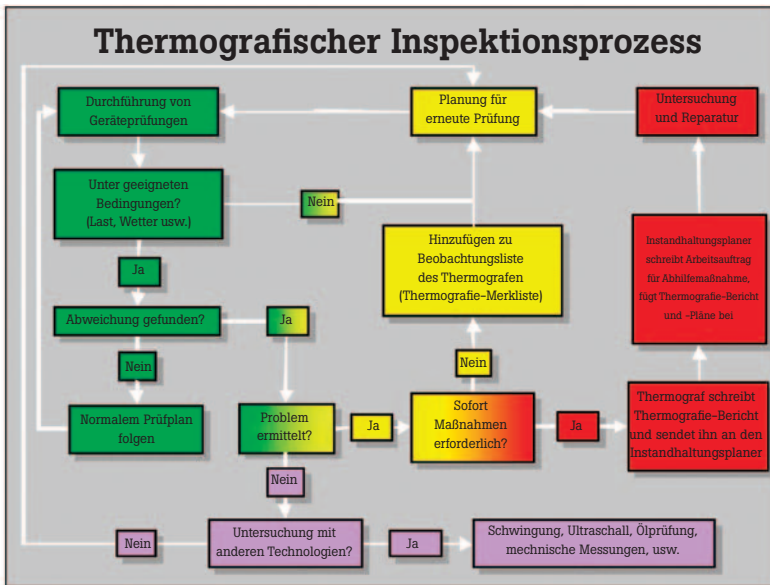 Thermografischer Inspektionsprozess
Durchführung von
Geräteprüfungen
Planung für
erneute Prüfung
Untersuchung
und Reparatur
Unter geeigneten
Bedingungen?
(Last, Wetter usw.)
Nein
Hinzufügen zu
Beobachtungsliste
des Thermografen
(Thermografie-Merkliste)
Instandhaltungsplaner
schreibt Arbeitsauftrag
für Abhilfemaßnahme,
fügt Thermografie-Bericht
und -Pläne bei
Ja
Abweichung gefunden?
Ja
Nein
Nein
Normalem Prüfplan
folgen
Problem
ermittelt?
Ja
Sofort
Maßnahmen
erforderlich?
Ja
Thermograf schreibt
Thermografie-Bericht
und sendet ihn an den
Instandhaltungsplaner
Nein
Nein
Untersuchung mit
anderen Technologien?
Ja
Schwingung, Ultraschall, Ölprüfung,
mechnische Messungen, usw.